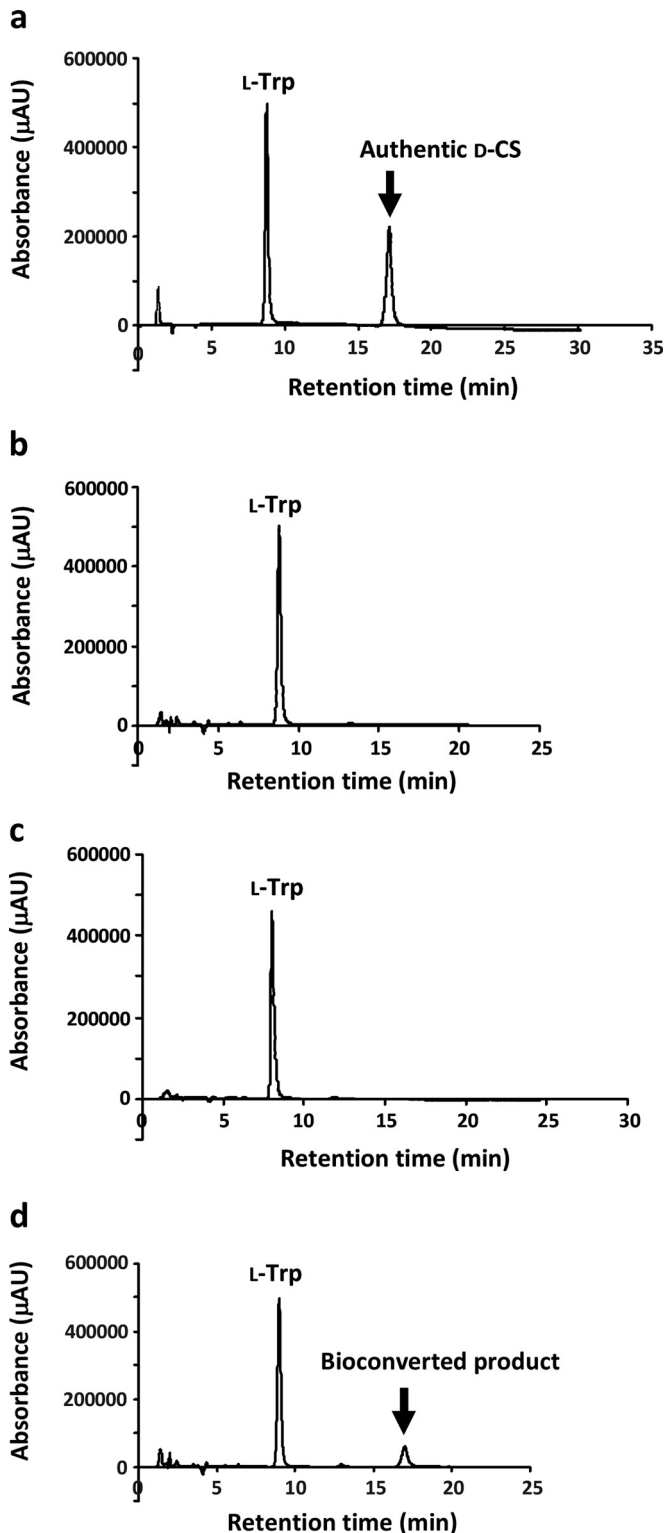 a
600000
400000
200000
0
Absorbance (μAU)
L-Trp
Authentic D-CS
0 5 10 15 20 25 30 35
Retention time (min)
b
600000
400000
200000
0
Absorbance (μAU)
L-Trp
0 5 10 15 20 25
Retention time (min)
c
600000
400000
200000
0
Absorbance (μAU)
L-Trp
0 5 10 15 20 25 30
Retention time (min)
d
600000
400000
200000
0
Absorbance (μAU)
L-Trp
Bioconverted product
0 5 10 15 20 25
Retention time (min)